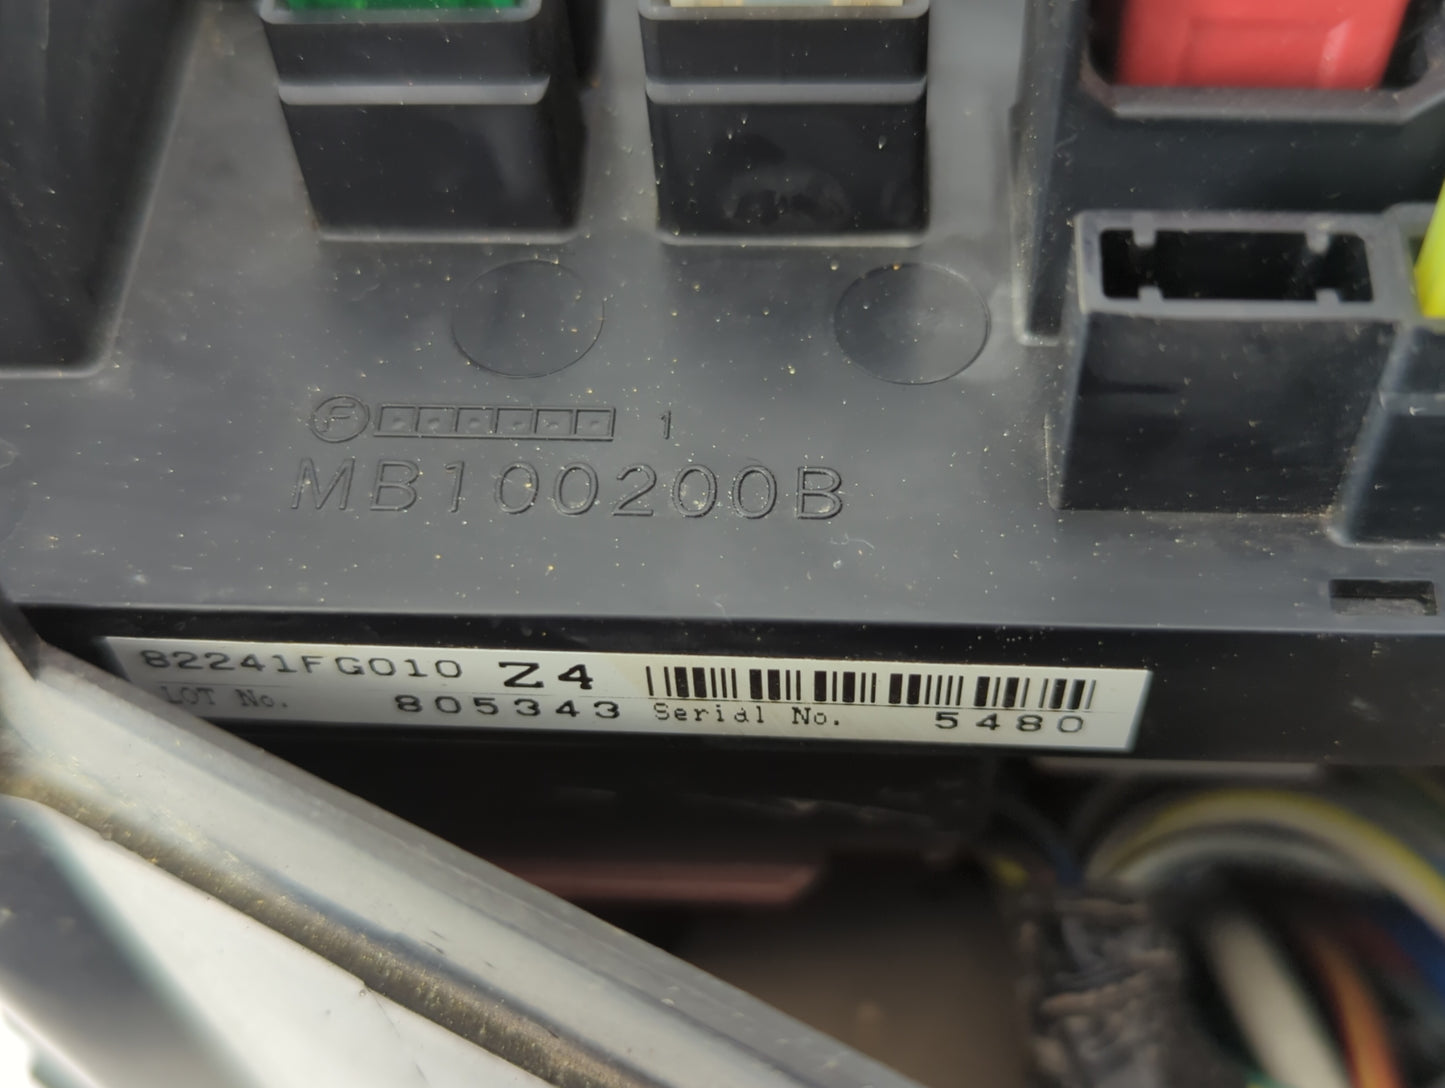 F 1
MB100200B
82241FG010 Z4
LOT No. 805343 Serial No. 5480